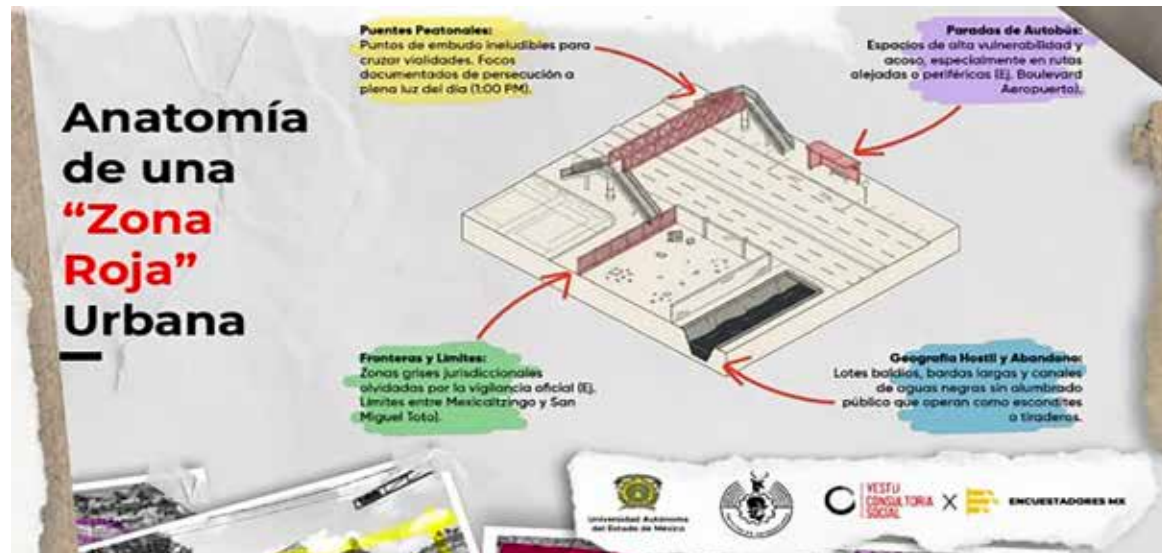 Anatomía
de una
“Zona
Roja”
Urbana
Puentes Peatonales:
Puntos de embudo ineludibles para
cruzar vialidades. Focos
documentados de persecución a
plena luz del día (1:00 PM).
Paradas de Autobús:
Espacios de alta vulnerabilidad y
acoso, especialmente en rutas
alejadas o periféricas (Ej. Boulevard
Aeropuerto).
Fronteras y Límites:
Zonas grises jurisdiccionales
olvidadas por la vigilancia oficial (Ej.
Límites entre Mexicaltzingo y San
Miguel Toto).
Geografía Hostil y Abandono:
Lotes baldíos, bardas largas y canales
de aguas negras sin alumbrado
público que operan como escondites
o tiraderos.
Universidad Autónoma
del Estado de México
VESTU
CONSULTORIA
SOCIAL
X
ENCUESTADORES MX